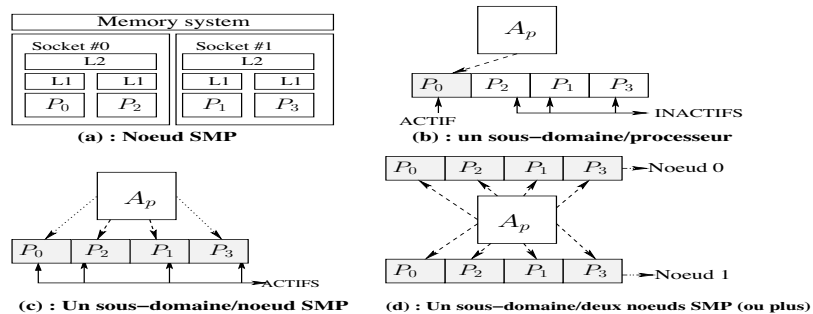 Memory system
Socket #0
L2
L1 L1
P0 P2
Socket #1
L2
L1 L1
P1 P3
(a) : Noeud SMP
Ap
P0 P2 P1 P3
ACTIF
INACTIFS
(b) : un sous−domaine/processeur
Ap
P0 P2 P1 P3
ACTIFS
(c) : Un sous−domaine/noeud SMP
P0 P2 P1 P3
Noeud 0
Ap
P0 P2 P1 P3
Noeud 1
(d) : Un sous−domaine/deux noeuds SMP (ou plus)